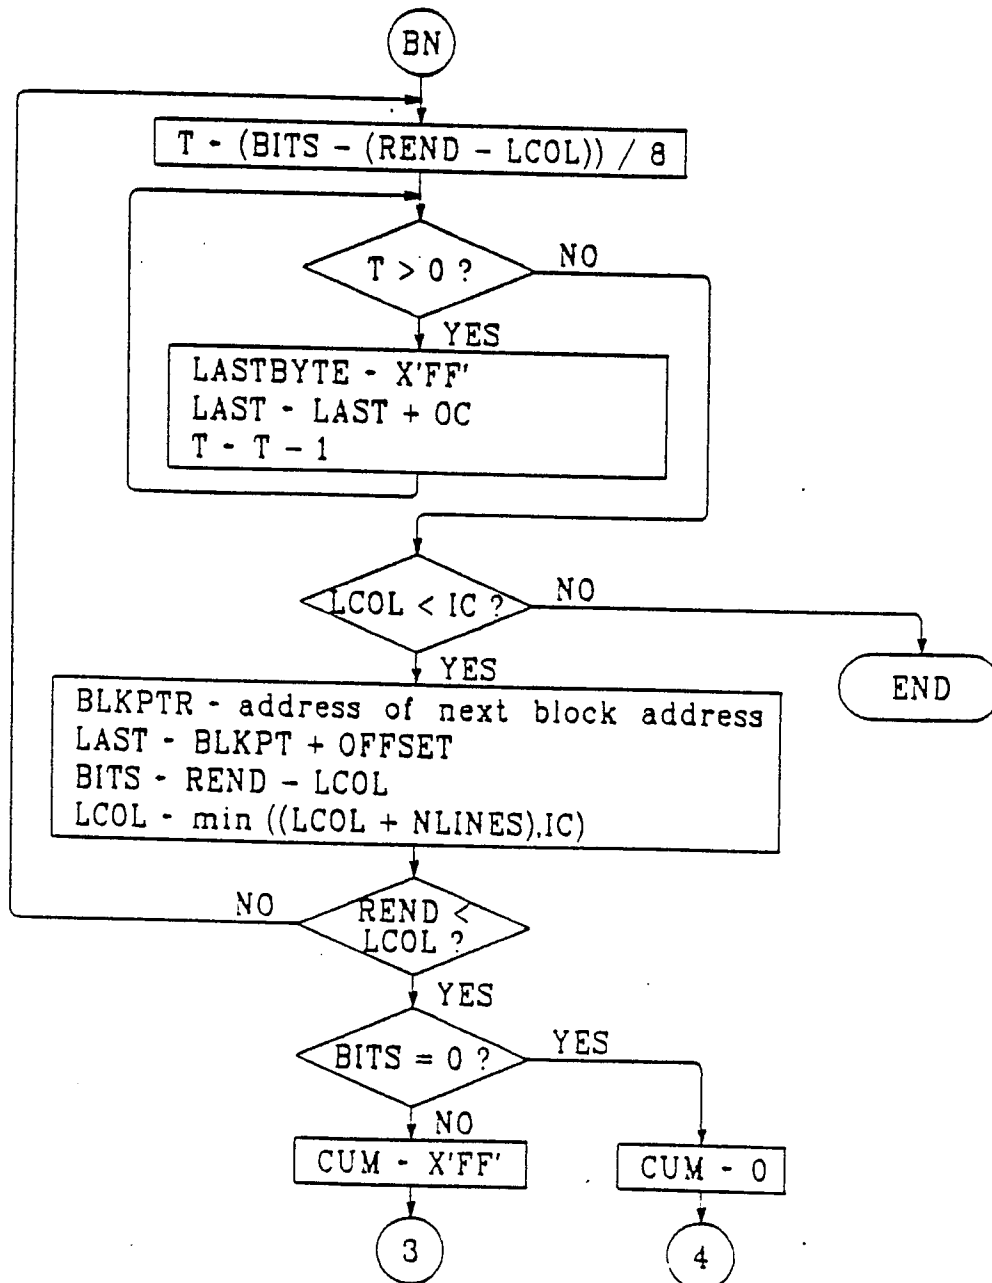 BN
T - (BITS - (REND - LCOL)) / 8
T > 0 ?
NO
YES
LASTBYTE - X'FF'
LAST - LAST + OC
T - T - 1
LCOL < IC ?
NO
YES
END
BLKPTR - address of next block address
LAST - BLKPT + OFFSET
BITS - REND - LCOL
LCOL - min ((LCOL + NLINES),IC)
NO
REND <
LCOL ?
YES
BITS = 0 ?
YES
NO
CUM - X'FF'
CUM - 0
3
4